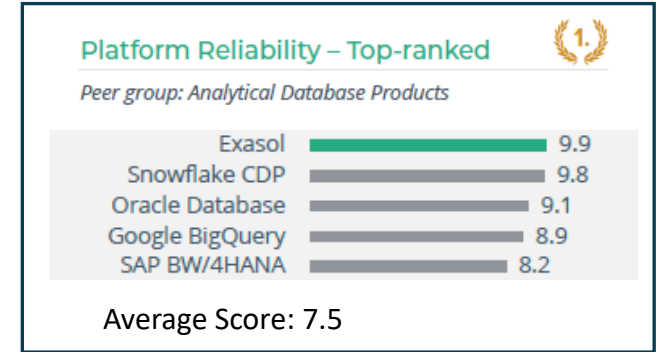 Platform Reliability – Top-ranked
1.
Peer group: Analytical Database Products
Exasol 9.9
Snowflake CDP 9.8
Oracle Database 9.1
Google BigQuery 8.9
SAP BW/4HANA 8.2
Average Score: 7.5